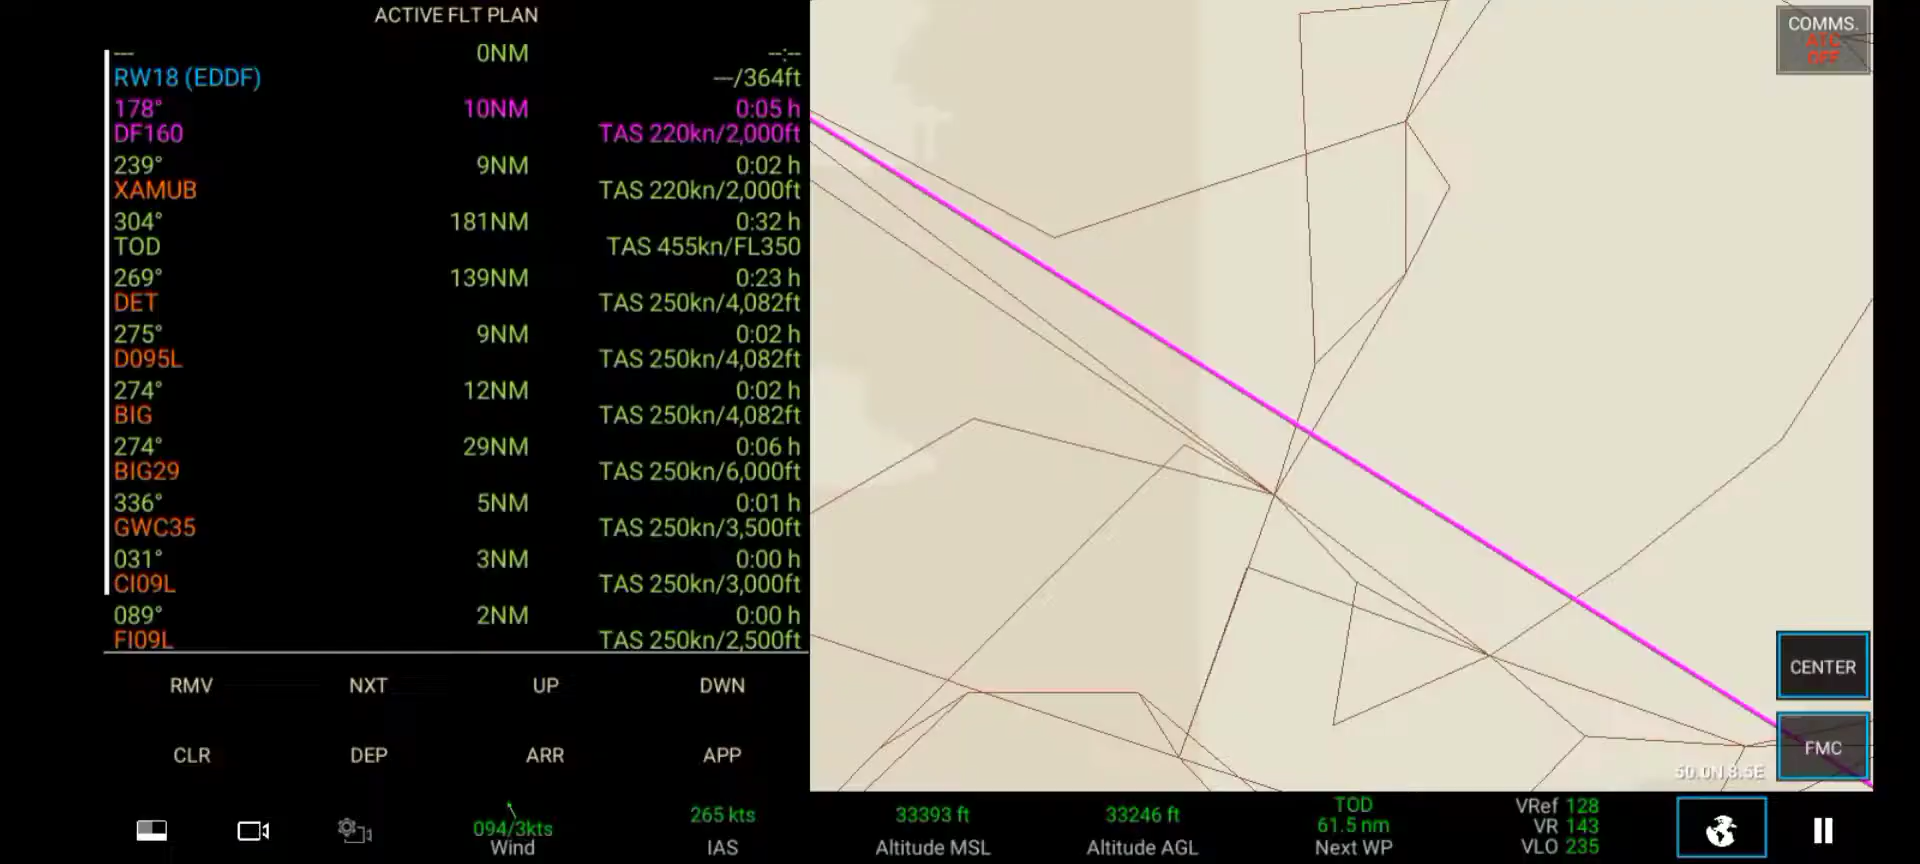 ACTIVE FLT PLAN
--- 0NM --:--
RW18 (EDDF) ---/364ft
178° 10NM 0:05 h
DF160 TAS 220kn/2,000ft
239° 9NM 0:02 h
XAMUB TAS 220kn/2,000ft
304° 181NM 0:32 h
TOD TAS 455kn/FL350
269° 139NM 0:23 h
DET TAS 250kn/4,082ft
275° 9NM 0:02 h
D095L TAS 250kn/4,082ft
274° 12NM 0:02 h
BIG TAS 250kn/4,082ft
274° 29NM 0:06 h
BIG29 TAS 250kn/6,000ft
336° 5NM 0:01 h
GWC35 TAS 250kn/3,500ft
031° 3NM 0:00 h
CI09L TAS 250kn/3,000ft
089° 2NM 0:00 h
FI09L TAS 250kn/2,500ft
RMV NXT UP DWN
CLR DEP ARR APP
COMMS.
ATC
OFF
CENTER
FMC
50.0N 8.5E
094/3kts
Wind
265 kts
IAS
33393 ft
Altitude MSL
33246 ft
Altitude AGL
TOD
61.5 nm
Next WP
VRef 128
VR 143
VLO 235